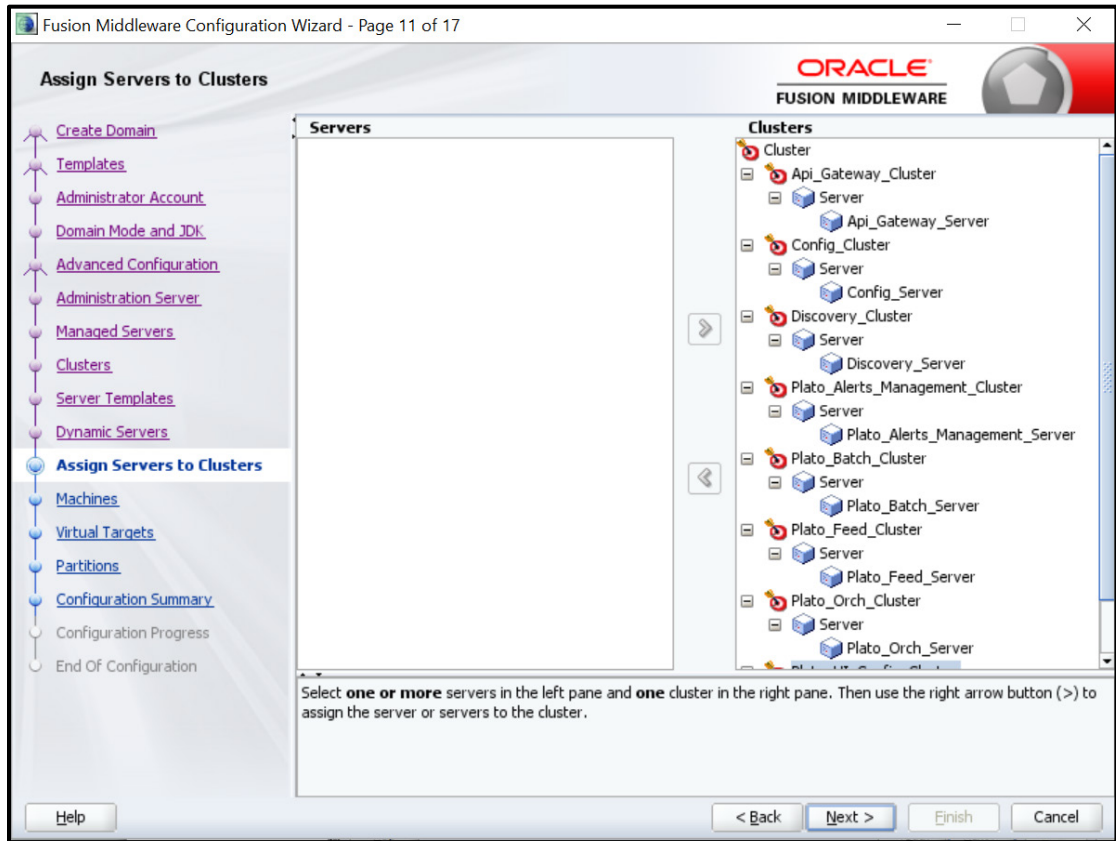 Fusion Middleware Configuration Wizard - Page 11 of 17
Assign Servers to Clusters
ORACLE
FUSION MIDDLEWARE
Create Domain
Templates
Administrator Account
Domain Mode and JDK
Advanced Configuration
Administration Server
Managed Servers
Clusters
Server Templates
Dynamic Servers
Assign Servers to Clusters
Machines
Virtual Targets
Partitions
Configuration Summary
Configuration Progress
End Of Configuration
Servers
Clusters
Cluster
Api_Gateway_Cluster
Server
Api_Gateway_Server
Config_Cluster
Server
Config_Server
Discovery_Cluster
Server
Discovery_Server
Plato_Alerts_Management_Cluster
Server
Plato_Alerts_Management_Server
Plato_Batch_Cluster
Server
Plato_Batch_Server
Plato_Feed_Cluster
Server
Plato_Feed_Server
Plato_Orch_Cluster
Server
Plato_Orch_Server
Select one or more servers in the left pane and one cluster in the right pane. Then use the right arrow button (>) to
assign the server or servers to the cluster.
Help
< Back
Next >
Finish
Cancel